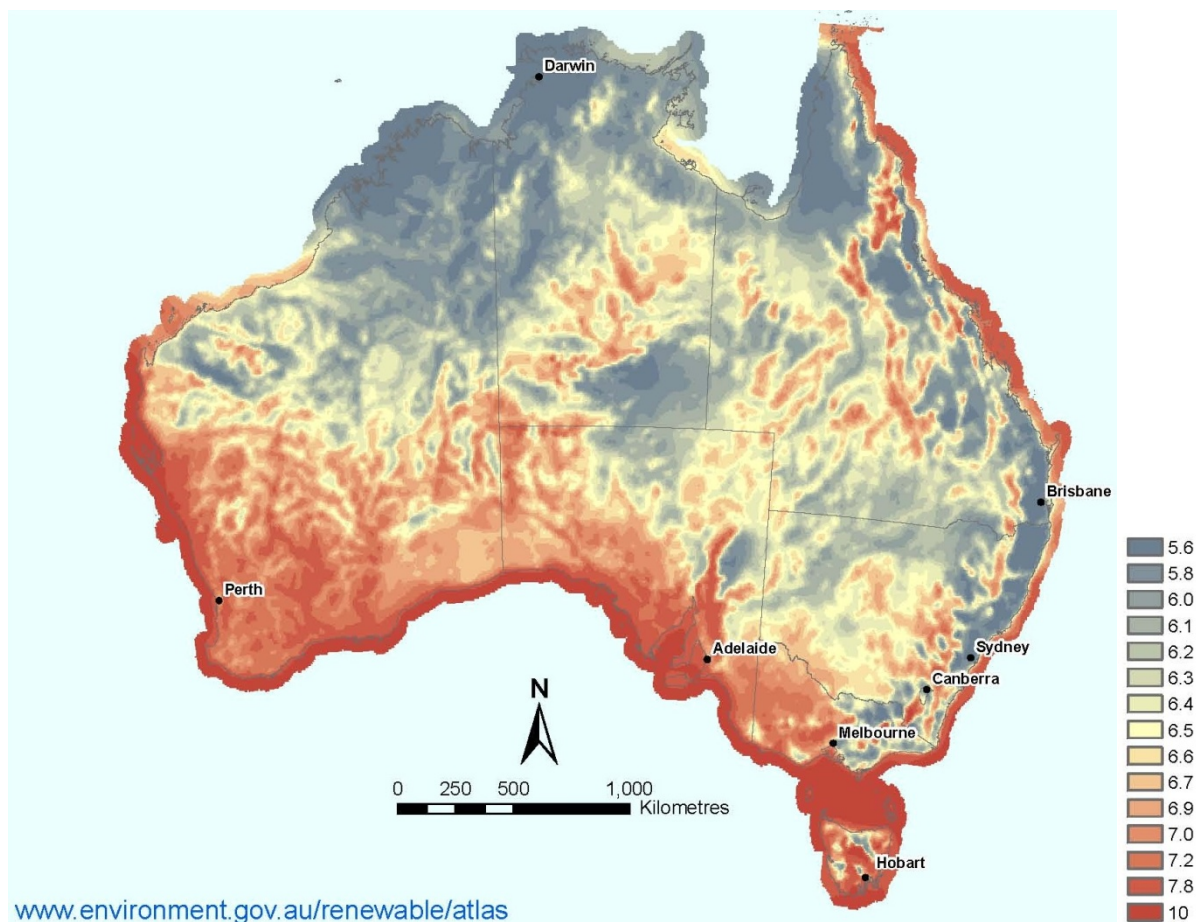 Darwin
Brisbane
Perth
Adelaide
Sydney
Canberra
Melbourne
Hobart
N
0 250 500 1,000
Kilometres
5.6
5.8
6.0
6.1
6.2
6.3
6.4
6.5
6.6
6.7
6.9
7.0
7.2
7.8
10
www.environment.gov.au/renewable/atlas